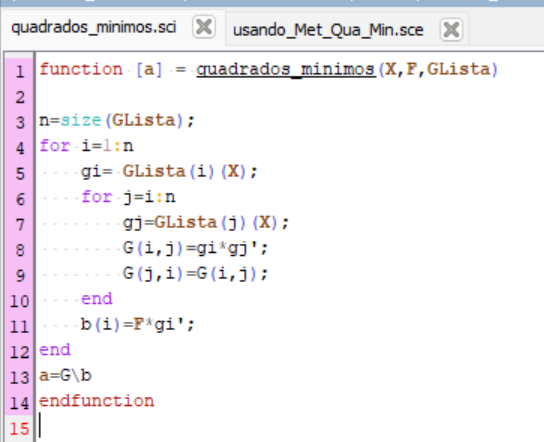 quadrados_minimos.sci usando_Met_Qua_Min.sce
1 function [a] = quadrados_minimos(X,F,GLista)
2
3 n=size(GLista);
4 for i=1:n
5 gi= GLista(i)(X);
6 for j=i:n
7 gj=GLista(j)(X);
8 G(i,j)=gi*gj';
9 G(j,i)=G(i,j);
10 end
11 b(i)=F*gi';
12 end
13 a=G\b
14 endfunction
15